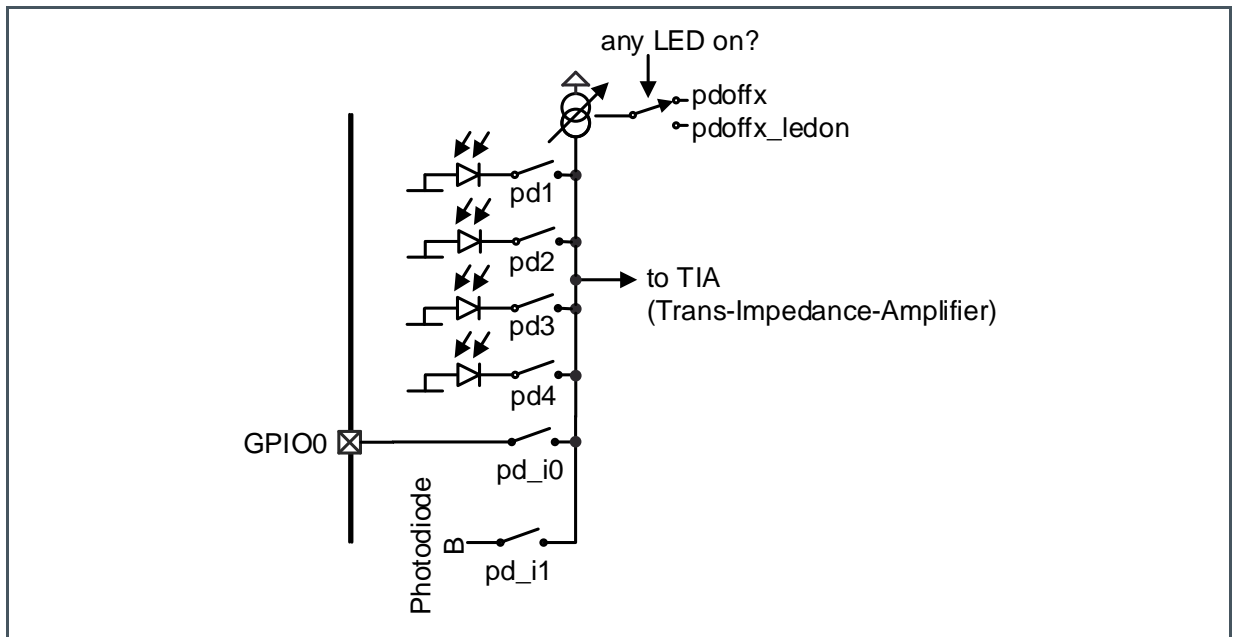 any LED on?
pdoffx
pdoffx_ledon
pd1
pd2
to TIA
(Trans-Impedance-Amplifier)
pd3
pd4
GPIO0
pd_i0
Photodiode
B
pd_i1